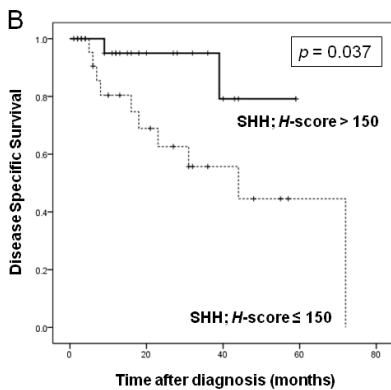 B
p = 0.037
SHH; H-score > 150
SHH; H-score ≤ 150
Disease Specific Survival
1.0
0.8
0.6
0.4
0.2
0.0
0 20 40 60 80
Time after diagnosis (months)